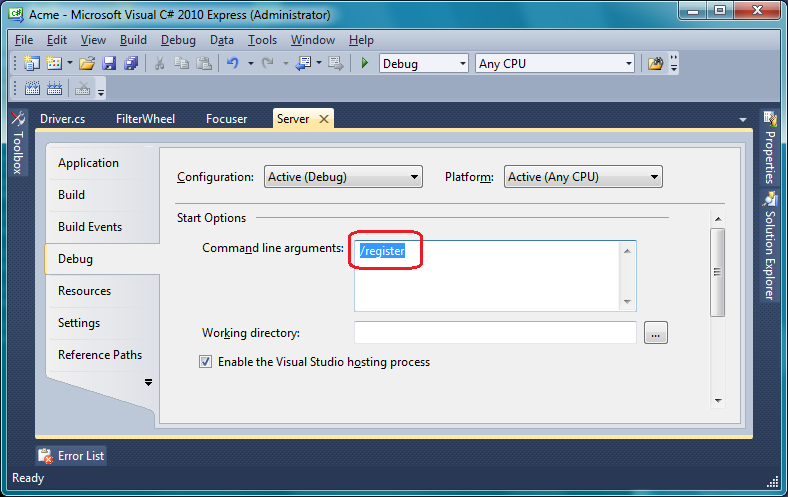 Acme - Microsoft Visual C# 2010 Express (Administrator)
File Edit View Build Debug Data Tools Window Help
Debug Any CPU
Driver.cs FilterWheel Focuser Server
Toolbox
Properties
Solution Explorer
Application
Build
Build Events
Debug
Resources
Settings
Reference Paths
Configuration: Active (Debug) Platform: Active (Any CPU)
Start Options
Command line arguments: /register
Working directory: ...
Enable the Visual Studio hosting process
Error List
Ready